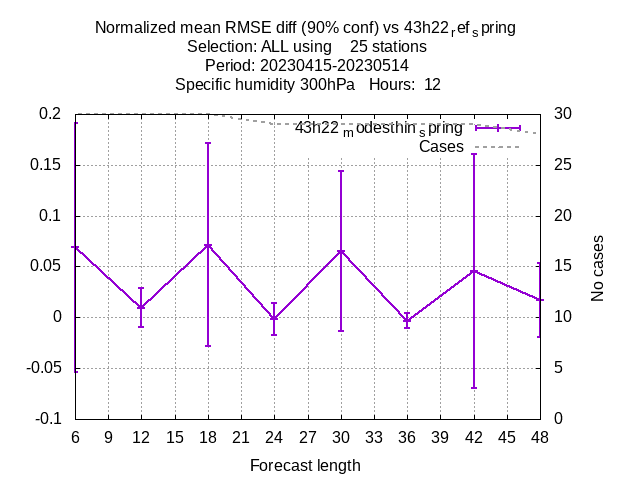 Normalized mean RMSE diff (90% conf) vs 43h22ᵣefₛpring
Selection: ALL using 25 stations
Period: 20230415-20230514
Specific humidity 300hPa Hours: 12
43h22ₘodesthinₛpring
Cases
0.2
0.15
0.1
0.05
0
-0.05
-0.1
30
25
20
15
10
5
0
No cases
6 9 12 15 18 21 24 27 30 33 36 39 42 45 48
Forecast length